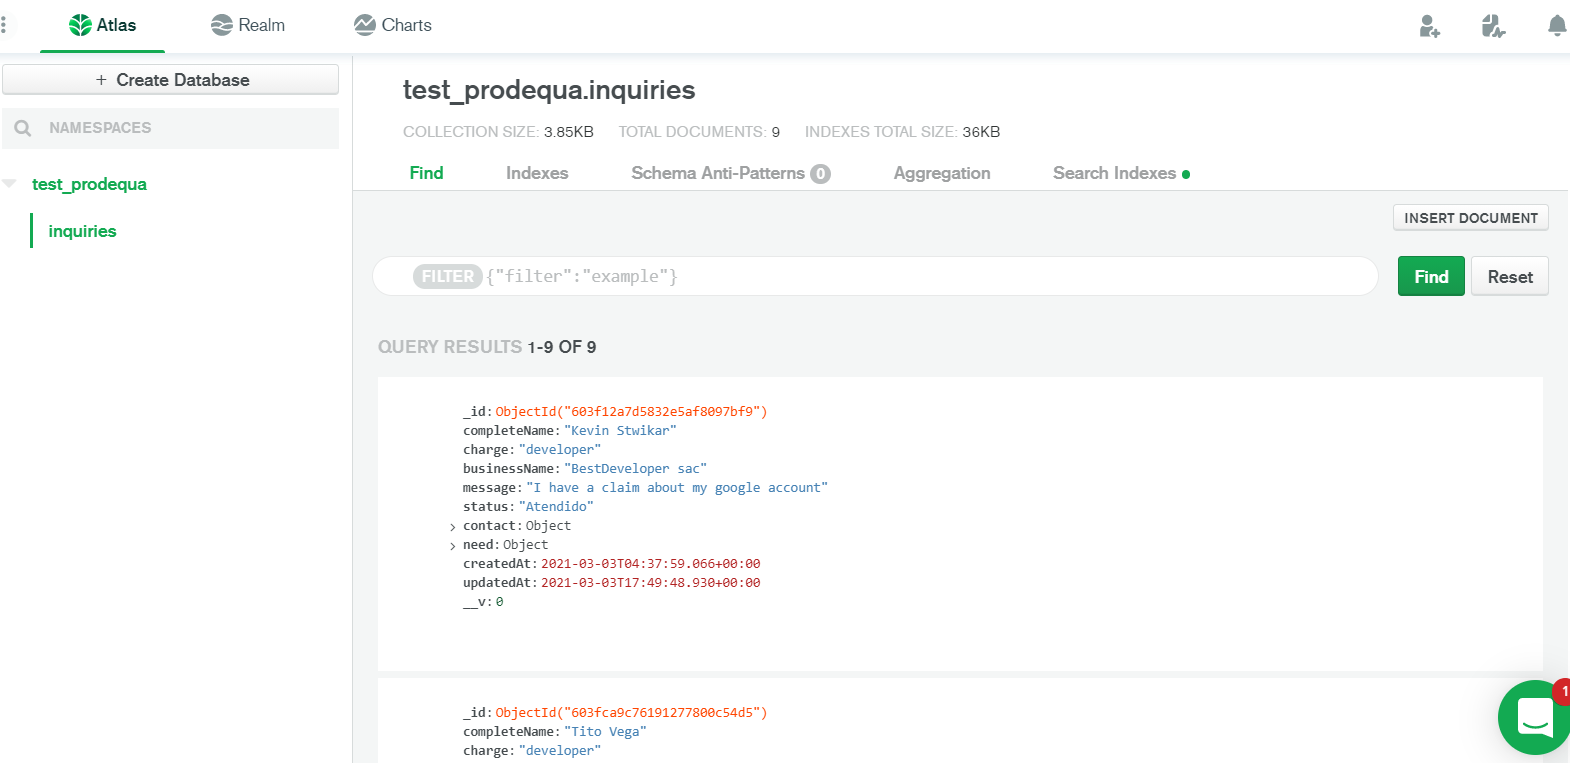 Atlas
Realm
Charts
+ Create Database
NAMESPACES
test_prodequa
inquiries
test_prodequa.inquiries
COLLECTION SIZE: 3.85KB TOTAL DOCUMENTS: 9 INDEXES TOTAL SIZE: 36KB
Find Indexes Schema Anti-Patterns 0 Aggregation Search Indexes
INSERT DOCUMENT
FILTER {"filter":"example"}
Find
Reset
QUERY RESULTS 1-9 OF 9
_id: ObjectId("603f12a7d5832e5af8097bf9")
completeName: "Kevin Stwikar"
charge: "developer"
businessName: "BestDeveloper sac"
message: "I have a claim about my google account"
status: "Atendido"
contact: Object
need: Object
createdAt: 2021-03-03T04:37:59.066+00:00
updatedAt: 2021-03-03T17:49:48.930+00:00
__v: 0
_id: ObjectId("603fca9c76191277800c54d5")
completeName: "Tito Vega"
charge: "developer"
1